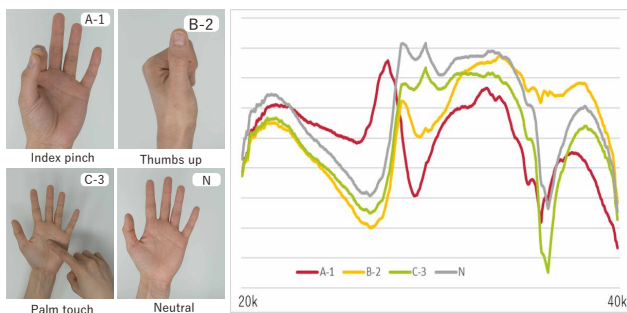 A-1
B-2
Index pinch
Thumbs up
C-3
N
Palm touch
Neutral
A-1
B-2
C-3
N
20k
40k